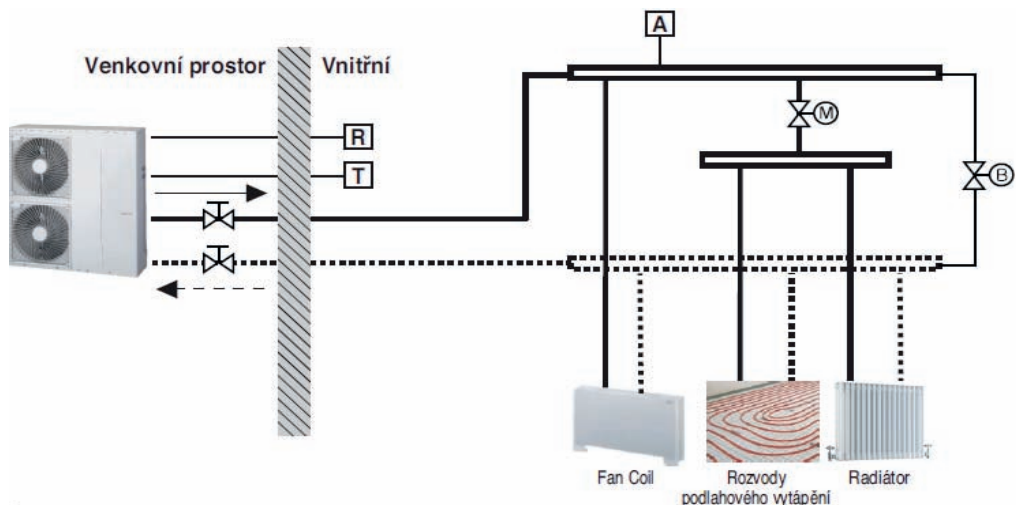 A
Venkovní prostor
Vnitřní
R
M
T
B
Fan Coil
Rozvody
podlahového vytápění
Radiátor